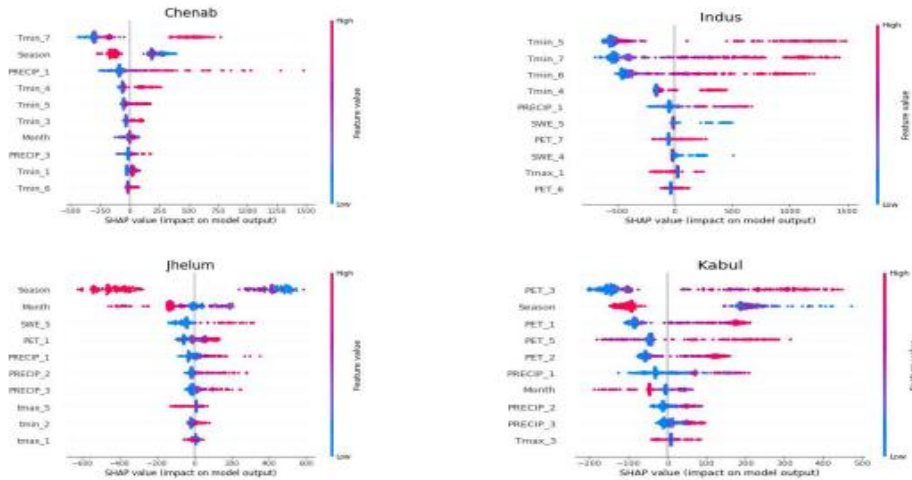 Chenab
High
Tmin_7
Season
PRECIP_1
Tmin_4
Tmin_5
Tmin_3
Month
PRECIP_3
Tmin_1
Tmin_6
Feature value
Low
−500 −250 0 250 500 750 1000 1250 1500
SHAP value (impact on model output)
Indus
High
Tmin_5
Tmin_7
Tmin_6
Tmin_4
PRECIP_1
SWE_5
PET_7
SWE_4
Tmax_1
PET_6
Feature value
Low
−500 0 500 1000 1500
SHAP value (impact on model output)
Jhelum
High
Season
Month
SWE_5
PET_1
PRECIP_1
PRECIP_2
PRECIP_3
tmax_5
tmin_2
tmax_1
Feature value
Low
−600 −400 −200 0 200 400 600
SHAP value (impact on model output)
Kabul
High
PET_3
Season
PET_1
PET_5
PET_2
PRECIP_1
Month
PRECIP_2
PRECIP_3
Tmax_3
Feature value
Low
−200 −100 0 100 200 300 400 500
SHAP value (impact on model output)